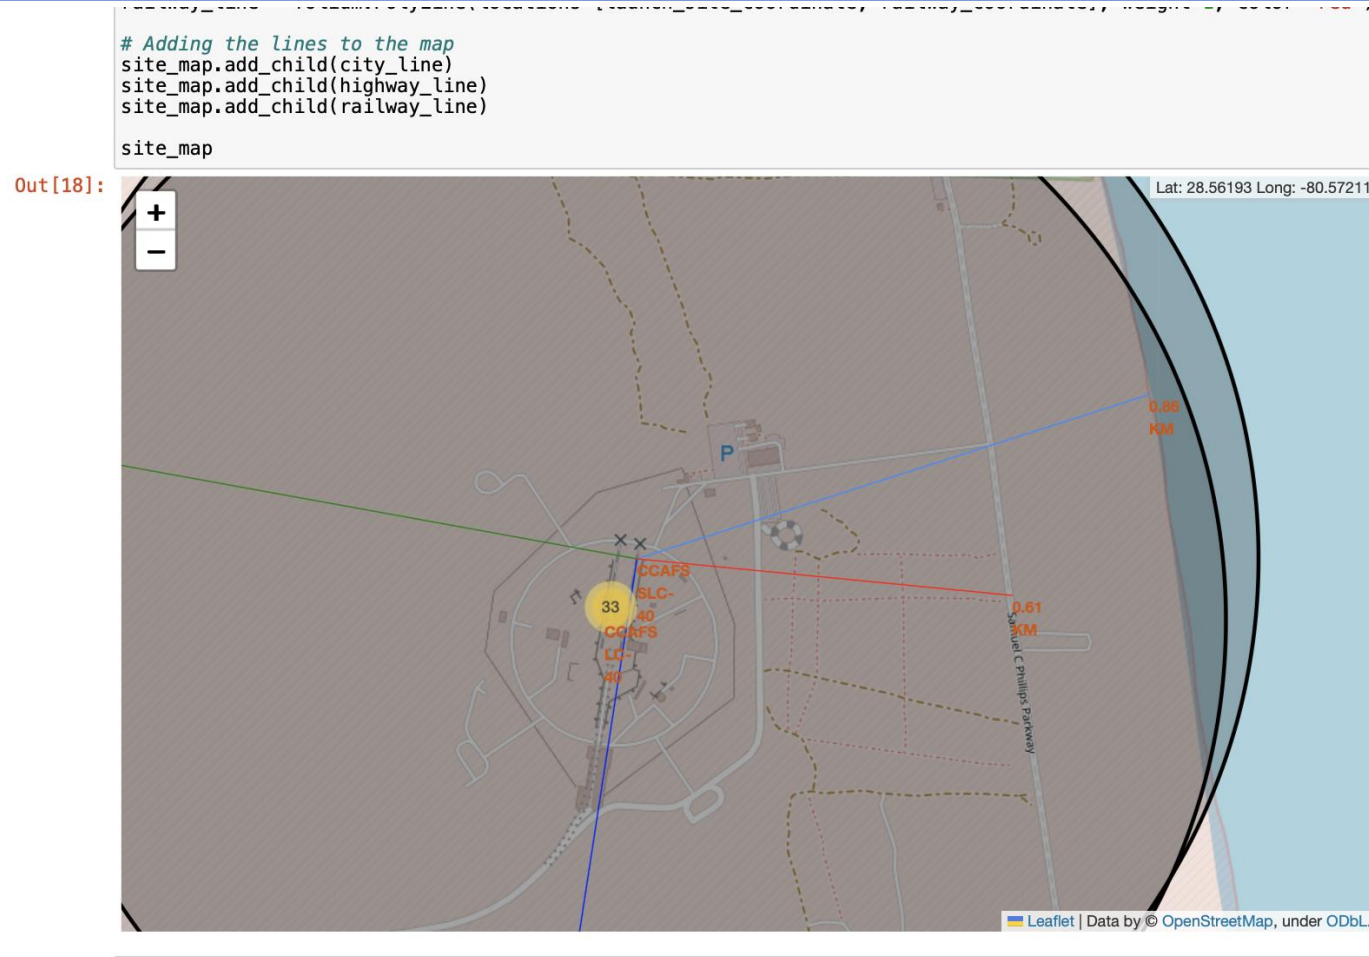 # Adding the lines to the map
site_map.add_child(city_line)
site_map.add_child(highway_line)
site_map.add_child(railway_line)
site_map
Out[18]:
+
−
Lat: 28.56193 Long: -80.57211
0.86
KM
P
CCAFS
SLC-
40
33
CCAFS
LC-
40
0.61
KM
Samuel C Phillips Parkway
Leaflet | Data by © OpenStreetMap, under ODbL.